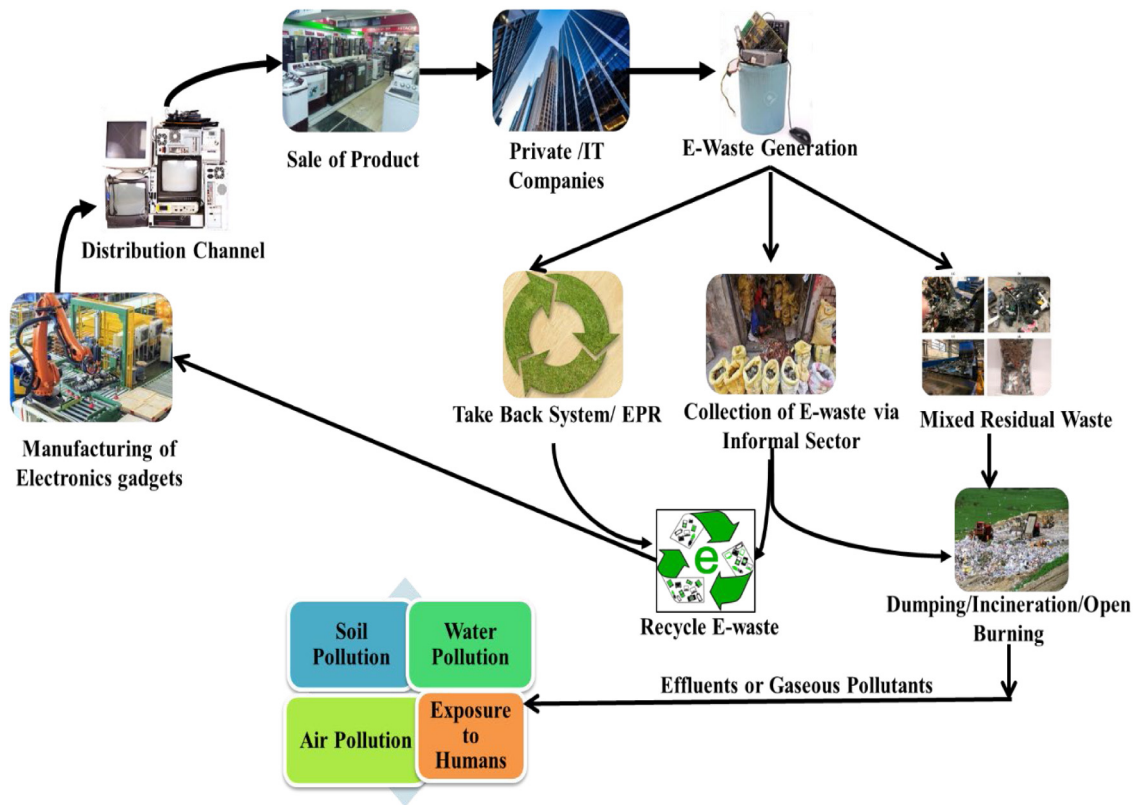 Sale of Product
Private /IT
Companies
E-Waste Generation
Distribution Channel
Manufacturing of
Electronics gadgets
Take Back System/ EPR
Collection of E-waste via
Informal Sector
Mixed Residual Waste
e
Recycle E-waste
Dumping/Incineration/Open
Burning
Effluents or Gaseous Pollutants
Soil
Pollution
Water
Pollution
Air Pollution
Exposure
to
Humans